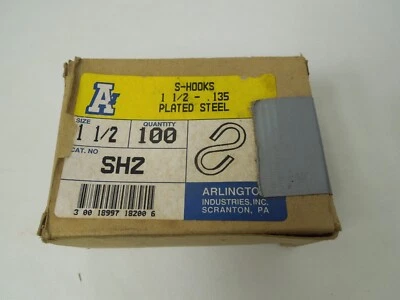 A
S-HOOKS
1 1/2 - .135
PLATED STEEL
SIZE QUANTITY
1 1/2 100
CAT. NO
SH2
ARLINGTON
INDUSTRIES, INC.
SCRANTON, PA
3 00 18997 18200 6